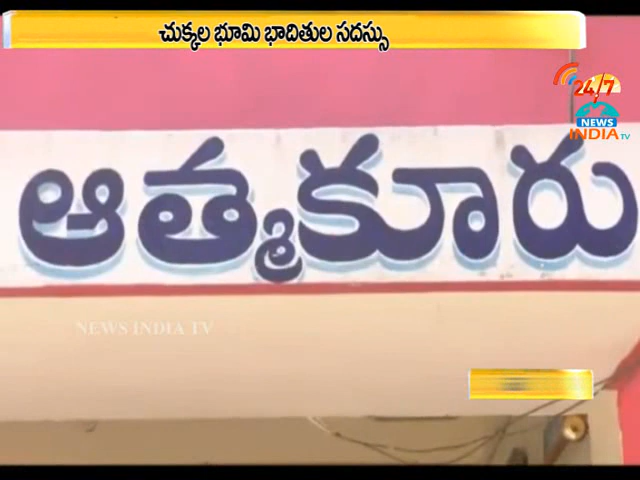 చుక్కల భూమి భాదితుల సదస్సు
24/7
NEWS
INDIA TV
ఆత్మకూరు
NEWS INDIA TV